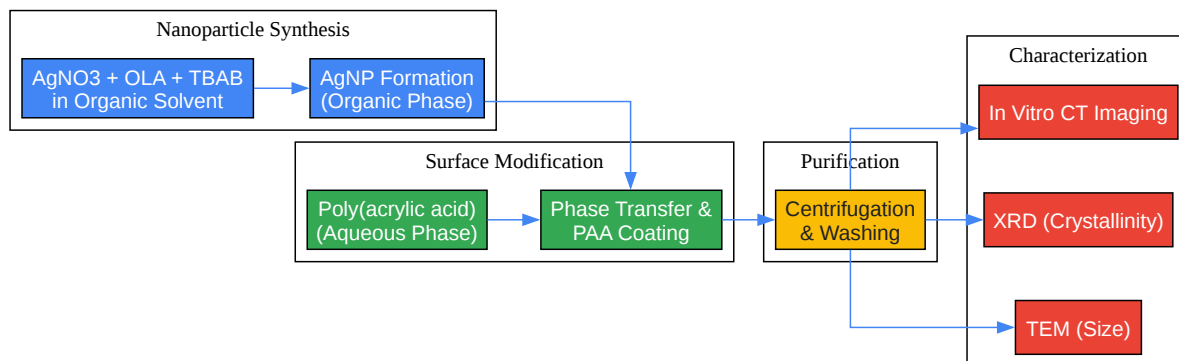 Nanoparticle Synthesis
AgNO3 + OLA + TBAB
in Organic Solvent
AgNP Formation
(Organic Phase)
Surface Modification
Poly(acrylic acid)
(Aqueous Phase)
Phase Transfer &
PAA Coating
Purification
Centrifugation
& Washing
Characterization
In Vitro CT Imaging
XRD (Crystallinity)
TEM (Size)